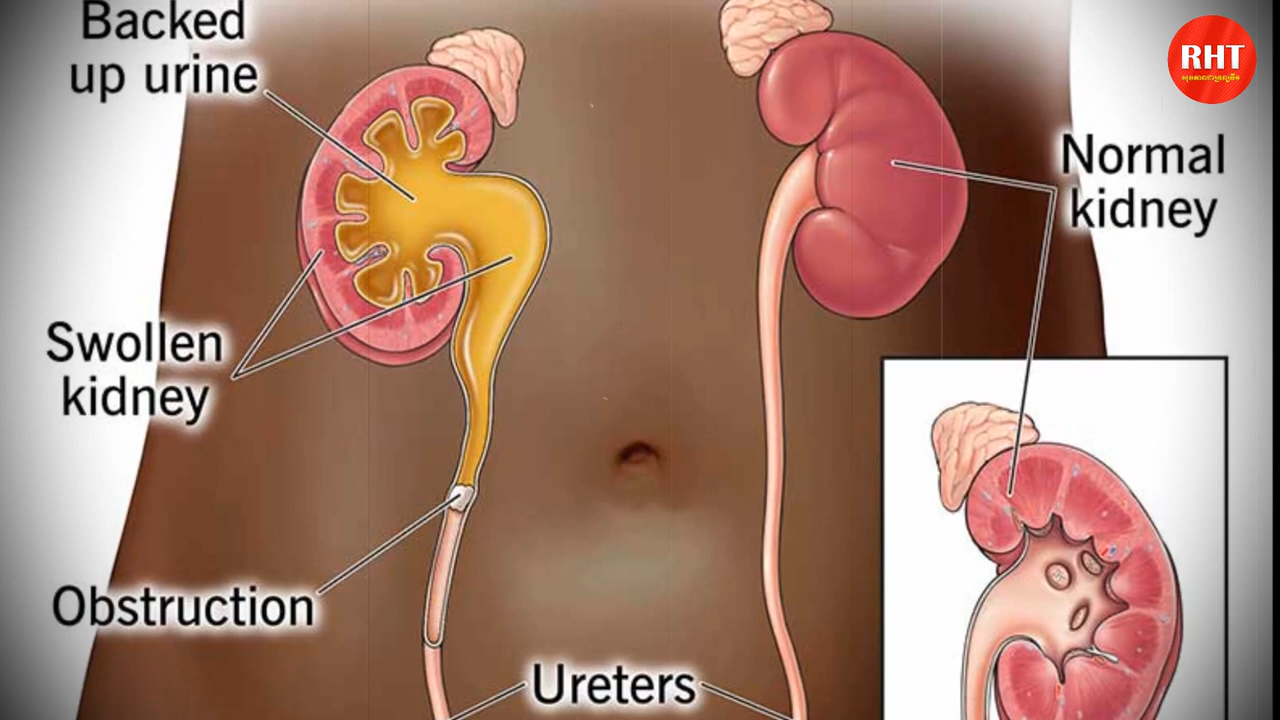 Backed
up urine
RHT
Normal
kidney
Swollen
kidney
Obstruction
Ureters